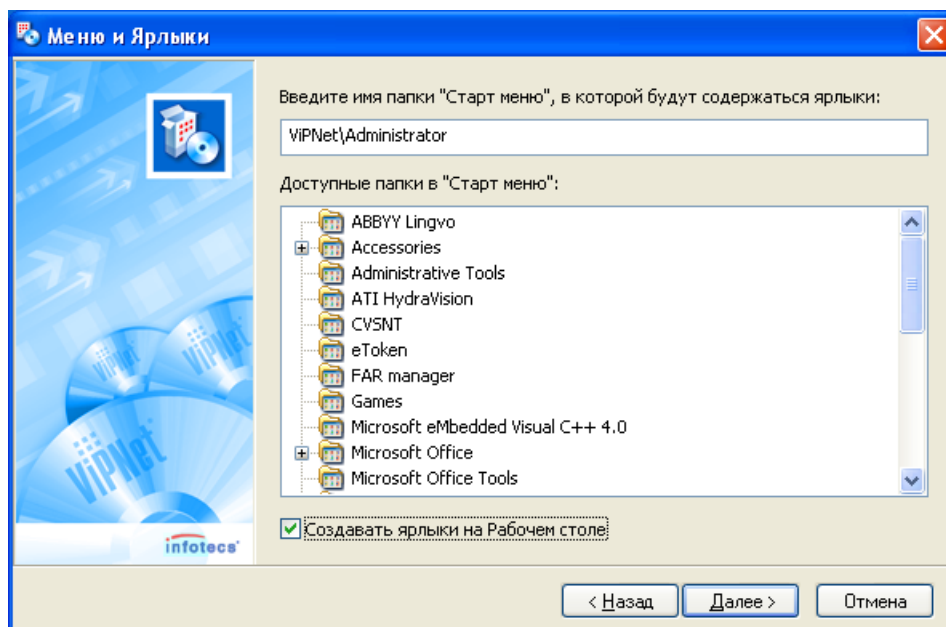 Меню и Ярлыки
Введите имя папки "Старт меню", в которой будут содержаться ярлыки:
ViPNet\Administrator
Доступные папки в "Старт меню":
ABBYY Lingvo
Accessories
Administrative Tools
ATI HydraVision
CVSNT
eToken
FAR manager
Games
Microsoft eMbedded Visual C++ 4.0
Microsoft Office
Microsoft Office Tools
Создавать ярлыки на Рабочем столе
ViPNet
ViPNet
ViPNet
infotecs
< Назад
Далее >
Отмена